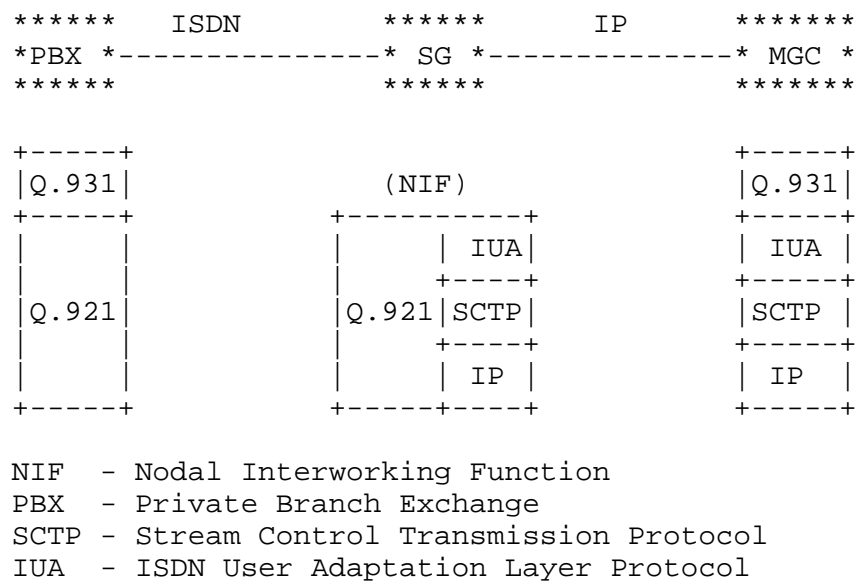 ******    ISDN        ******      IP       *******
*PBX *---------------* SG *--------------* MGC *
******                ******               *******
+-----+                                    +-----+
|Q.931|               (NIF)                |Q.931|
+-----+            +----------+            +-----+
|     |            |     | IUA|            | IUA |
|     |            |     +----+            +-----+
|Q.921|            |Q.921|SCTP|            |SCTP |
|     |            |     +----+            +-----+
|     |            |     | IP |            | IP  |
+-----+            +-----+----+            +-----+
NIF  - Nodal Interworking Function
PBX  - Private Branch Exchange
SCTP - Stream Control Transmission Protocol
IUA  - ISDN User Adaptation Layer Protocol